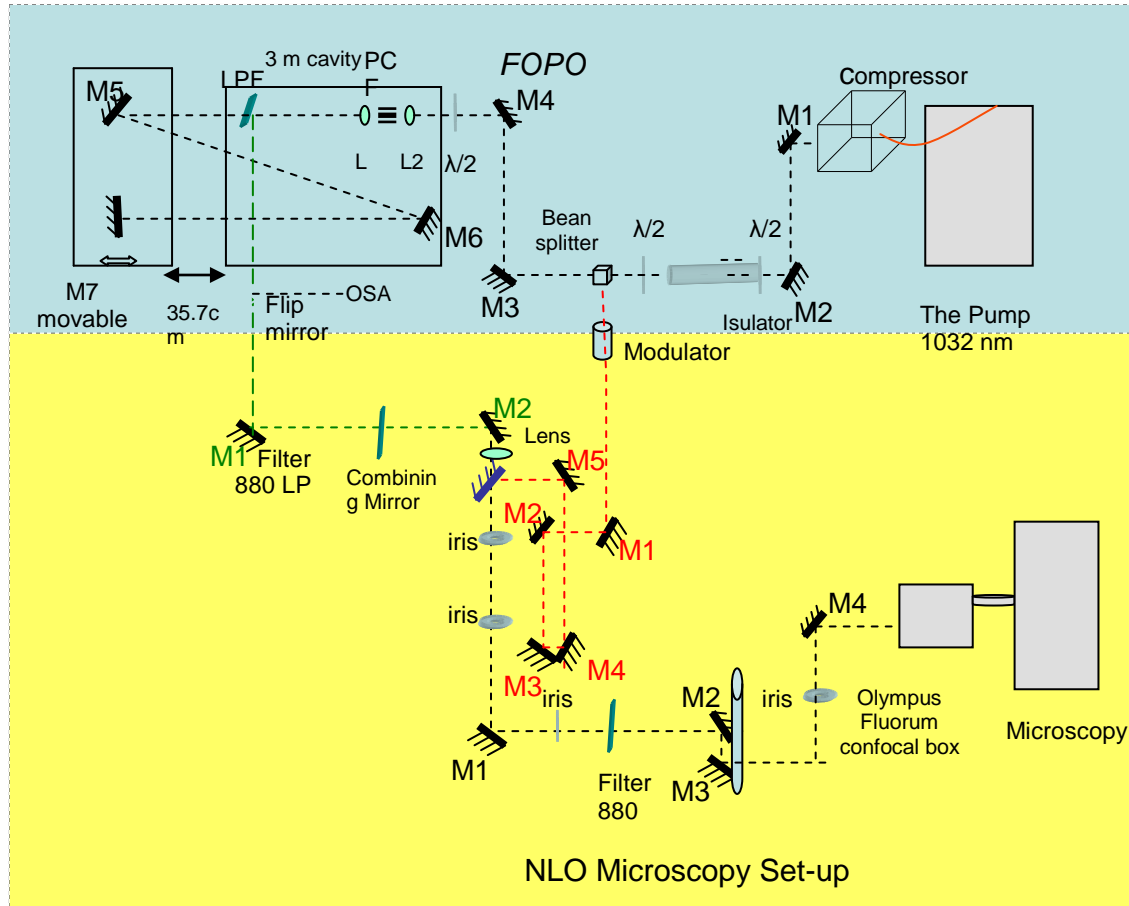 3 m cavity
PC
F
FOPO
LPF
M5
M4
Compressor
M1
L
L2
λ/2
Bean
splitter
λ/2
λ/2
M6
M3
M2
OSA
M7
movable
35.7c
m
Flip
mirror
Isulator
The Pump
1032 nm
Modulator
M2
Lens
M1
Filter
880 LP
Combinin
g Mirror
M5
M2
M1
iris
iris
M3
M4
iris
M4
M2
iris
Olympus
Fluorum
confocal box
Microscopy
M1
M3
Filter
880
NLO Microscopy Set-up